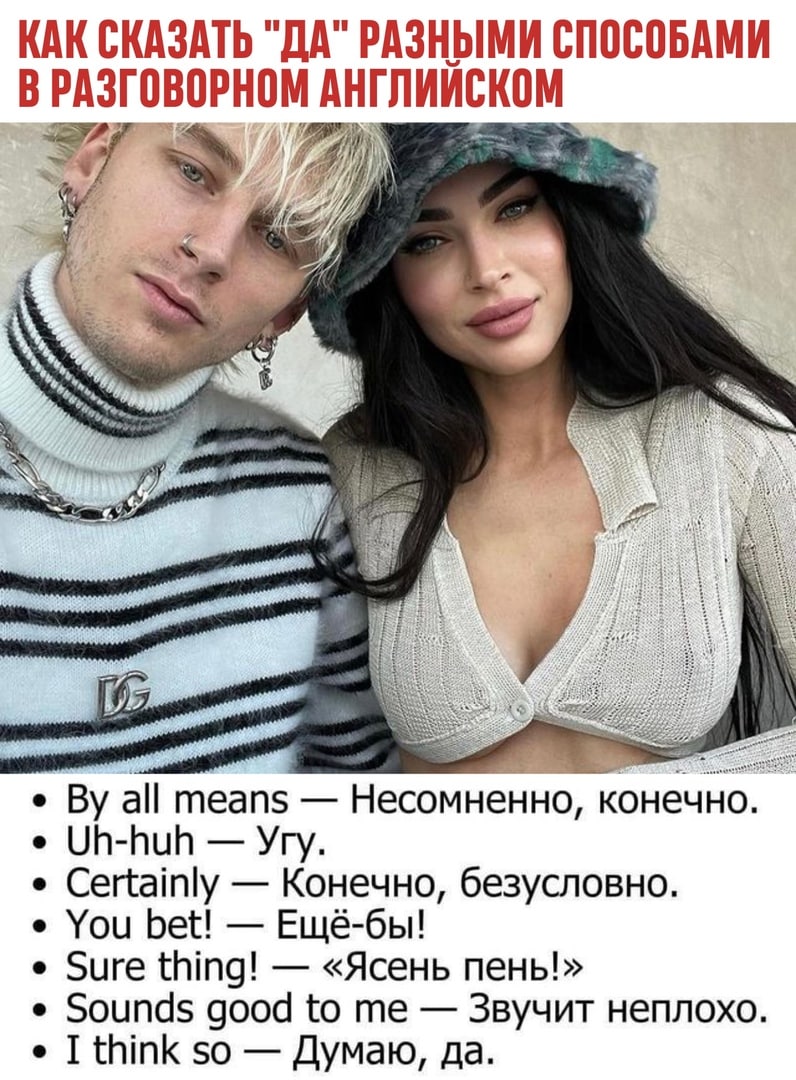 КАК СКАЗАТЬ "ДА" РАЗНЫМИ СПОСОБАМИ
В РАЗГОВОРНОМ АНГЛИЙСКОМ
DG
• By all means — Несомненно, конечно.
• Uh-huh — Угу.
• Certainly — Конечно, безусловно.
• You bet! — Ещё-бы!
• Sure thing! — «Ясень пень!»
• Sounds good to me — Звучит неплохо.
• I think so — Думаю, да.